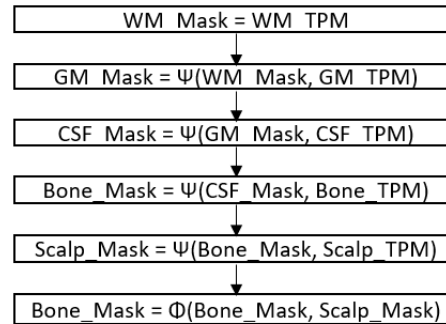 WM_Mask = WM_TPM
GM_Mask = Ψ(WM_Mask, GM_TPM)
CSF_Mask = Ψ(GM_Mask, CSF_TPM)
Bone_Mask = Ψ(CSF_Mask, Bone_TPM)
Scalp_Mask = Ψ(Bone_Mask, Scalp_TPM)
Bone_Mask = Φ(Bone_Mask, Scalp_Mask)